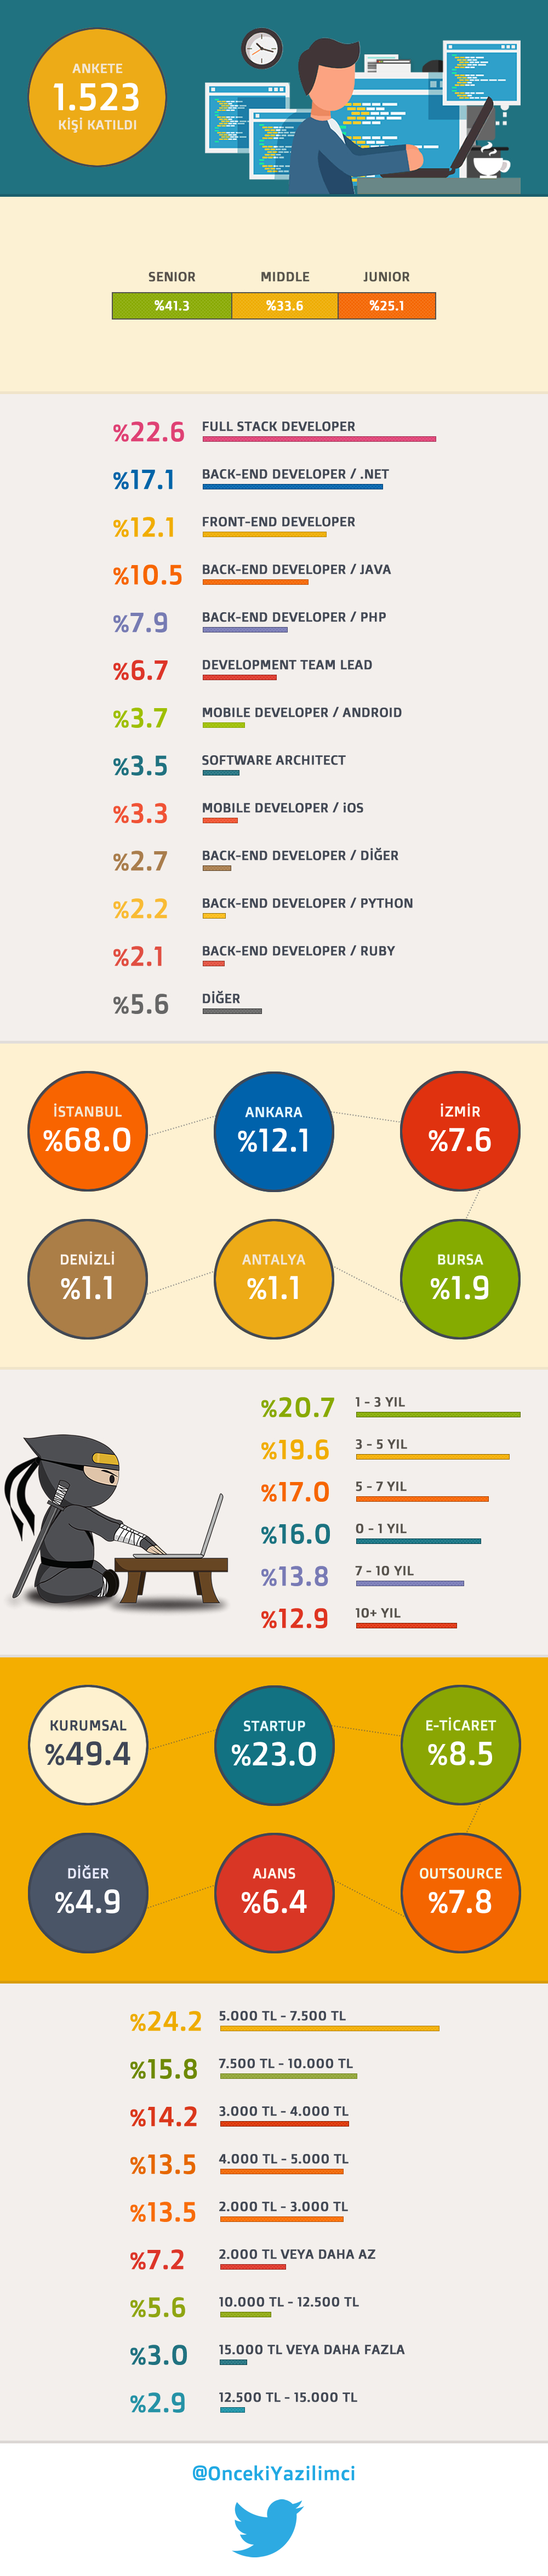 ANKETE
1.523
KİŞİ KATILDI
SENIOR MIDDLE JUNIOR
%41.3 %33.6 %25.1
%22.6 FULL STACK DEVELOPER
%17.1 BACK-END DEVELOPER / .NET
%12.1 FRONT-END DEVELOPER
%10.5 BACK-END DEVELOPER / JAVA
%7.9 BACK-END DEVELOPER / PHP
%6.7 DEVELOPMENT TEAM LEAD
%3.7 MOBILE DEVELOPER / ANDROID
%3.5 SOFTWARE ARCHITECT
%3.3 MOBILE DEVELOPER / iOS
%2.7 BACK-END DEVELOPER / DİĞER
%2.2 BACK-END DEVELOPER / PYTHON
%2.1 BACK-END DEVELOPER / RUBY
%5.6 DİĞER
İSTANBUL ANKARA İZMİR
%68.0 %12.1 %7.6
DENİZLİ ANTALYA BURSA
%1.1 %1.1 %1.9
%20.7 1 - 3 YIL
%19.6 3 - 5 YIL
%17.0 5 - 7 YIL
%16.0 0 - 1 YIL
%13.8 7 - 10 YIL
%12.9 10+ YIL
KURUMSAL STARTUP E-TİCARET
%49.4 %23.0 %8.5
DİĞER AJANS OUTSOURCE
%4.9 %6.4 %7.8
%24.2 5.000 TL - 7.500 TL
%15.8 7.500 TL - 10.000 TL
%14.2 3.000 TL - 4.000 TL
%13.5 4.000 TL - 5.000 TL
%13.5 2.000 TL - 3.000 TL
%7.2 2.000 TL VEYA DAHA AZ
%5.6 10.000 TL - 12.500 TL
%3.0 15.000 TL VEYA DAHA FAZLA
%2.9 12.500 TL - 15.000 TL
@OncekiYazilimci